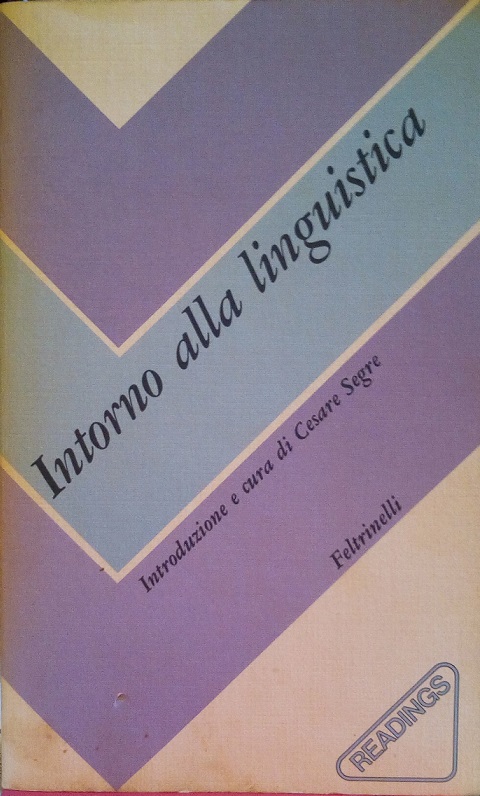 Intorno alla linguistica
Introduzione e cura di Cesare Segre
Feltrinelli
READINGS